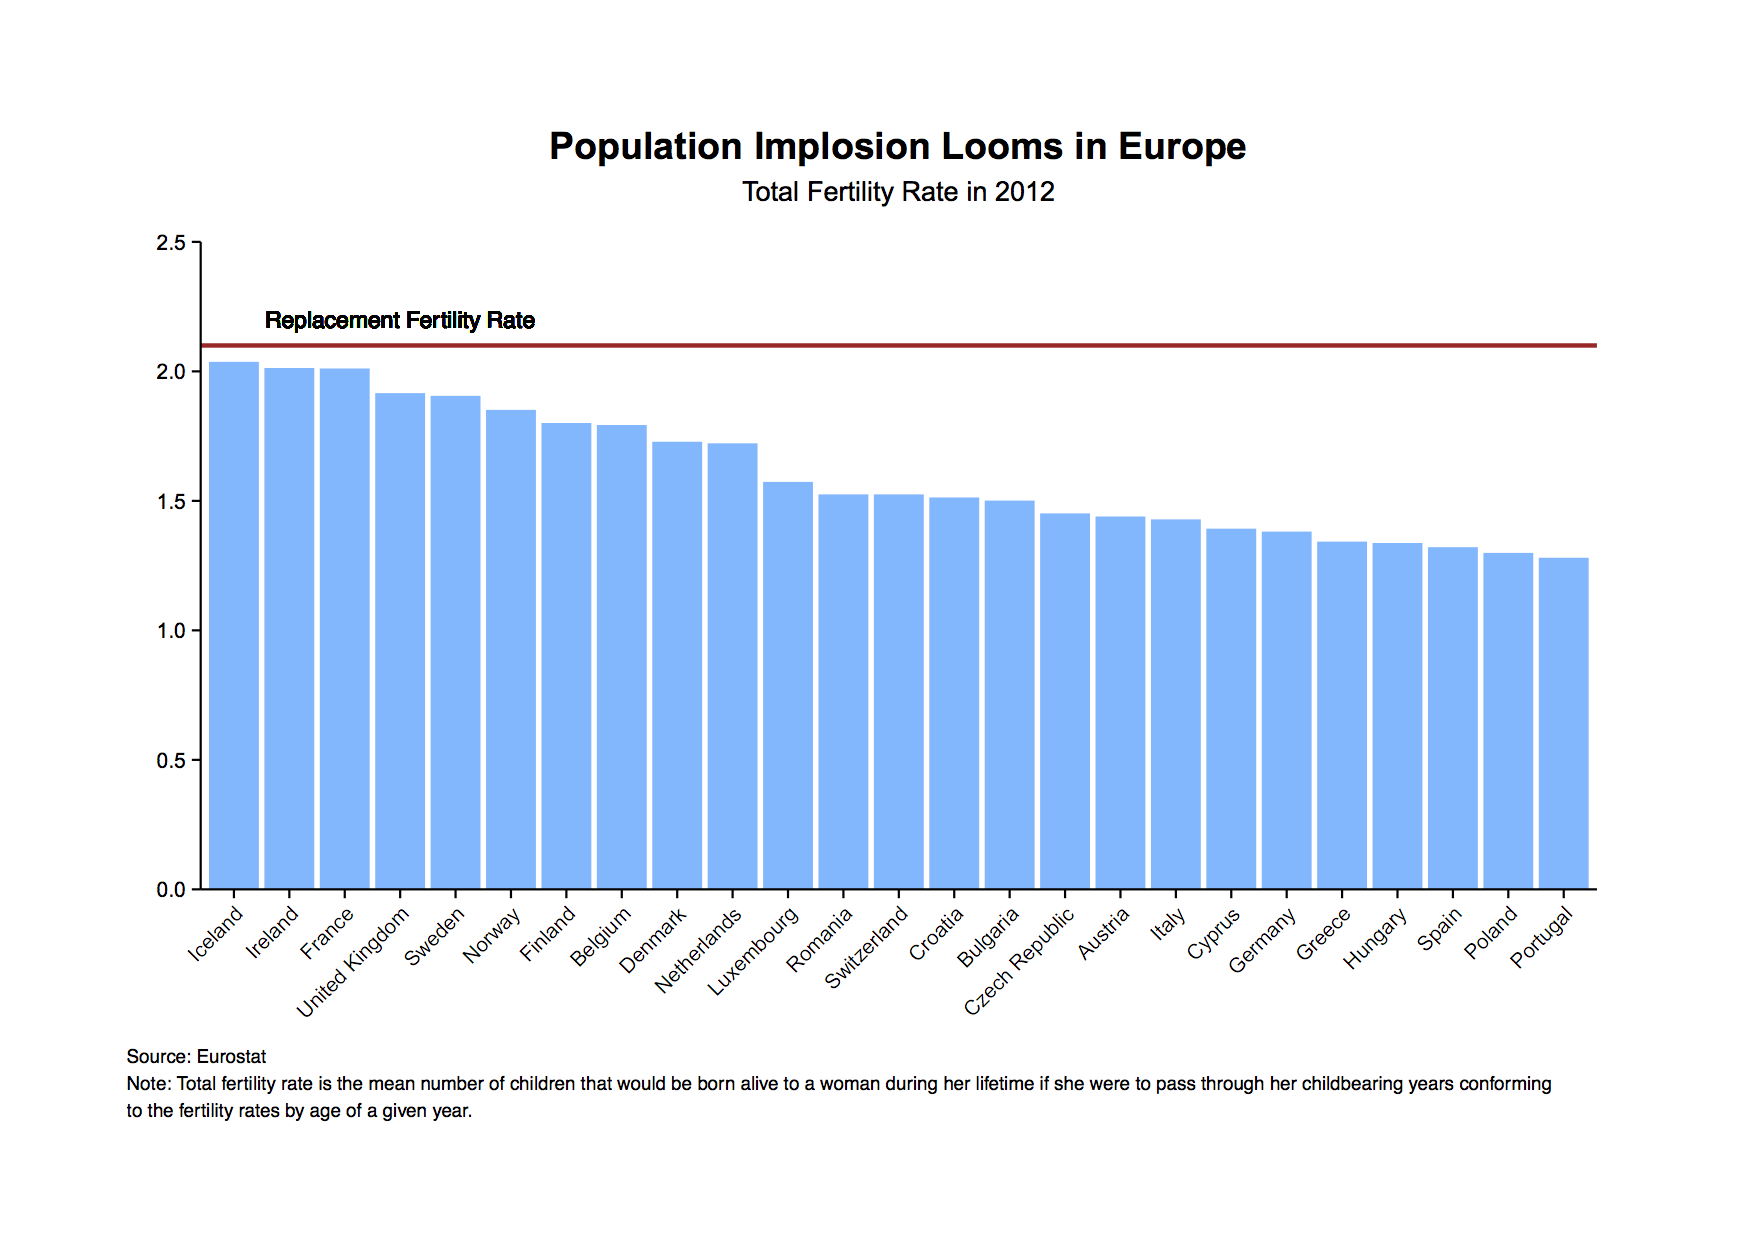 Population Implosion Looms in Europe
Total Fertility Rate in 2012
2.5
Replacement Fertility Rate
2.0
1.5
1.0
0.5
0.0
Iceland
Ireland
France
United Kingdom
Sweden
Norway
Finland
Belgium
Denmark
Netherlands
Luxembourg
Romania
Switzerland
Croatia
Bulgaria
Czech Republic
Austria
Italy
Cyprus
Germany
Greece
Hungary
Spain
Poland
Portugal
Source: Eurostat
Note: Total fertility rate is the mean number of children that would be born alive to a woman during her lifetime if she were to pass through her childbearing years conforming
to the fertility rates by age of a given year.